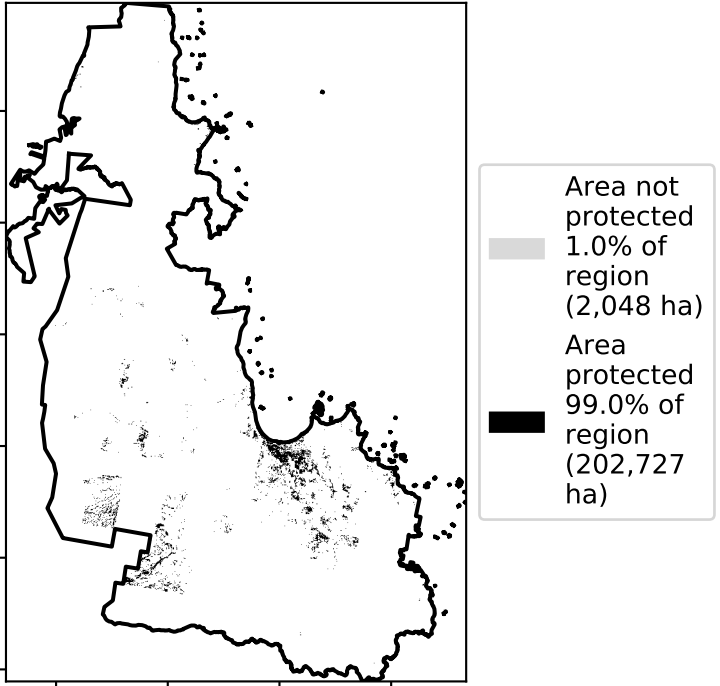 Area not
protected
1.0% of
region
(2,048 ha)
Area
protected
99.0% of
region
(202,727
ha)